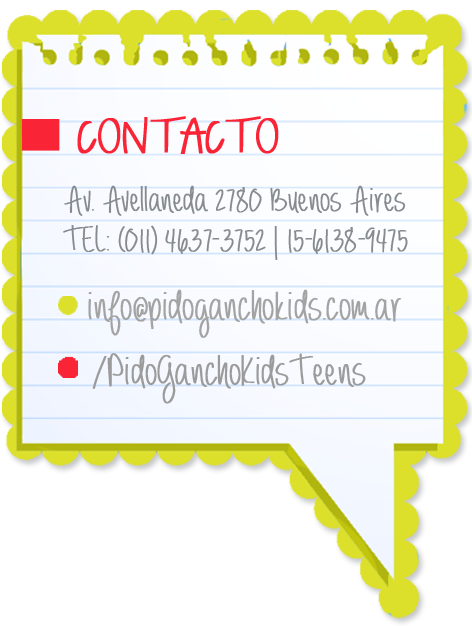 CONTACTO
Av. Avellaneda 2780 Buenos Aires
TEL: (011) 4637-3752 | 15-6138-9475
info@pidoganchokids.com.ar
/PidoGanchoKidsTeens